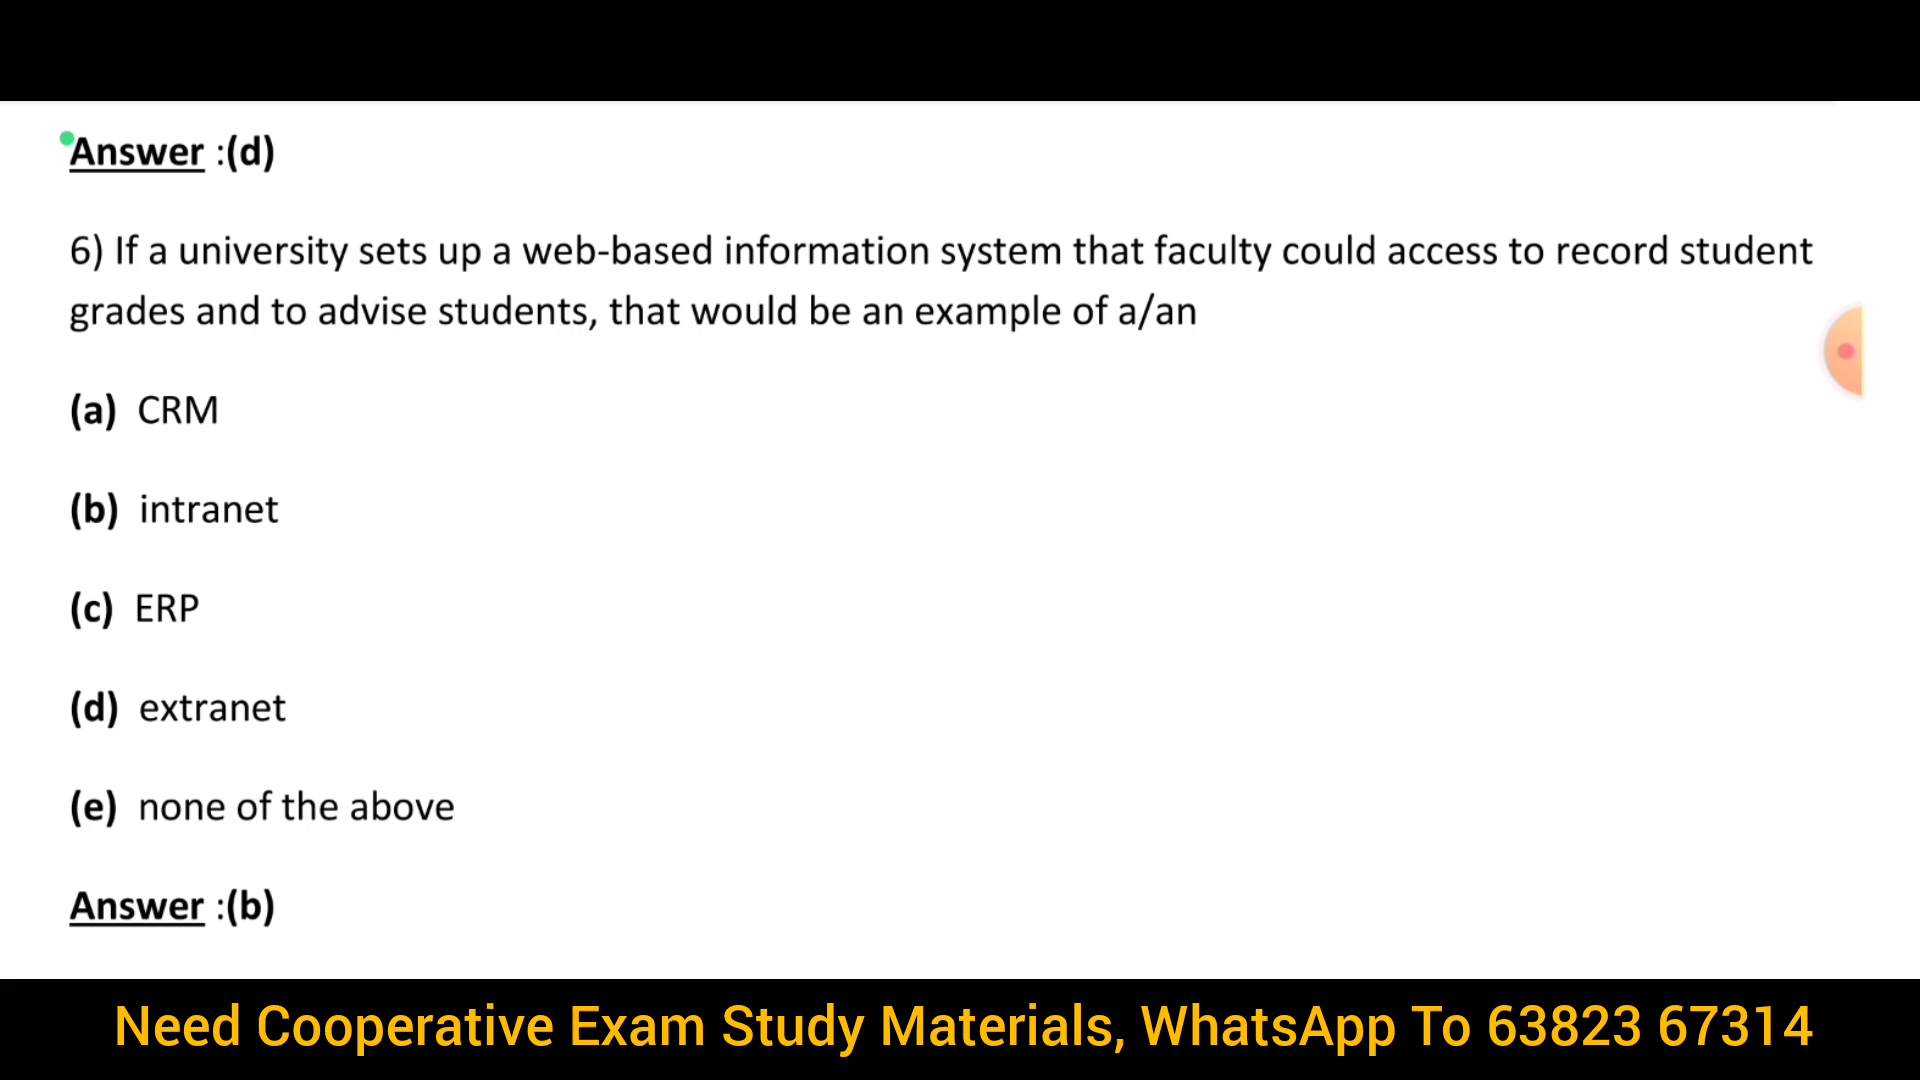 Answer :(d)
6) If a university sets up a web-based information system that faculty could access to record student
grades and to advise students, that would be an example of a/an
(a) CRM
(b) intranet
(c) ERP
(d) extranet
(e) none of the above
Answer :(b)
Need Cooperative Exam Study Materials, WhatsApp To 63823 67314